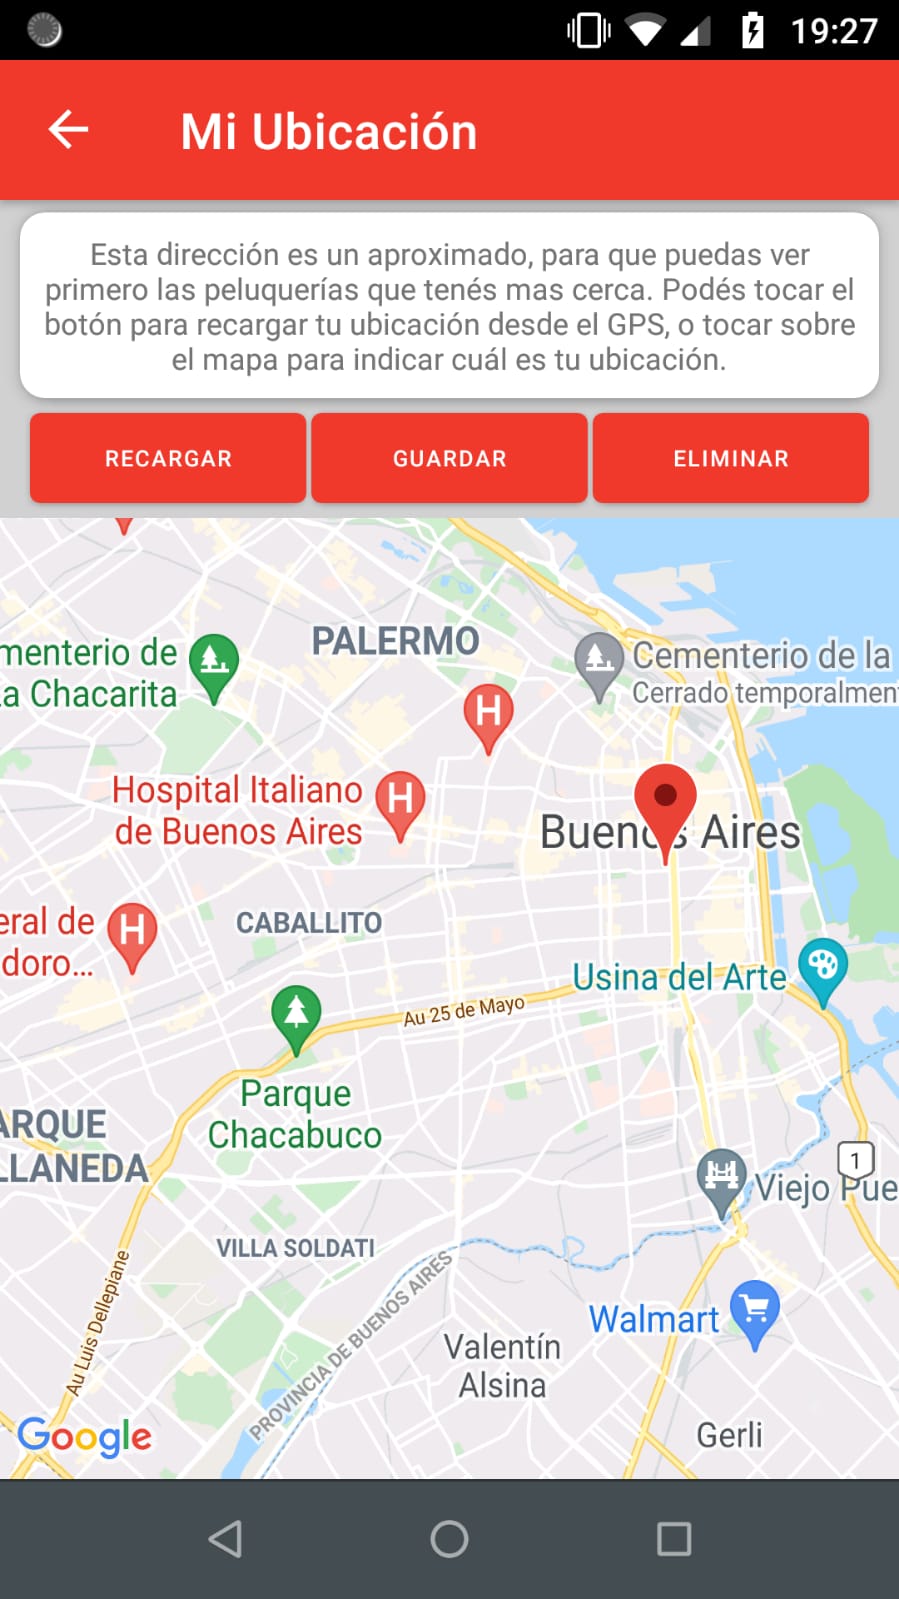 19:27
Mi Ubicación
Esta dirección es un aproximado, para que puedas ver
primero las peluquerías que tenés mas cerca. Podés tocar el
botón para recargar tu ubicación desde el GPS, o tocar sobre
el mapa para indicar cuál es tu ubicación.
RECARGAR GUARDAR ELIMINAR
PALERMO
menterio de
a Chacarita
Cementerio de la
Cerrado temporalmen
H
Hospital Italiano
de Buenos Aires
H
Buenos Aires
eral de
doro...
H
CABALLITO
Usina del Arte
Au 25 de Mayo
Parque
Chacabuco
ARQUE
LLANEDA
1
Viejo Pue
VILLA SOLDATI
Au Luis Dellepiane
PROVINCIA DE BUENOS AIRES
Walmart
Valentín
Alsina
Gerli
Google